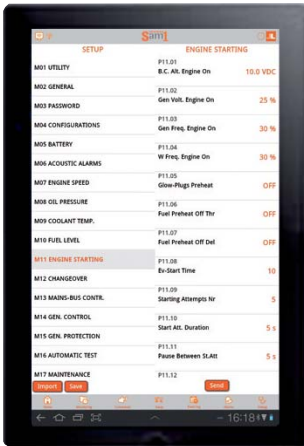 Sam1
SETUP
ENGINE STARTING
M01 UTILITY
M02 GENERAL
M03 PASSWORD
M04 CONFIGURATIONS
M05 BATTERY
M06 ACOUSTIC ALARMS
M07 ENGINE SPEED
M08 OIL PRESSURE
M09 COOLANT TEMP.
M10 FUEL LEVEL
M11 ENGINE STARTING
M12 CHANGEOVER
M13 MAINS-BUS CONTR.
M14 GEN. CONTROL
M15 GEN. PROTECTION
M16 AUTOMATIC TEST
M17 MAINTENANCE
P11.01
B.C. Alt. Engine On 10.0 VDC
P11.02
Gen Volt. Engine On 25 %
P11.03
Gen Freq. Engine On 30 %
P11.04
W Freq. Engine On 30 %
P11.05
Glow-Plugs Preheat OFF
P11.06
Fuel Preheat Off Thr OFF
P11.07
Fuel Preheat Off Del OFF
P11.08
Ev-Start Time 10
P11.09
Starting Attempts Nr 5
P11.10
Start Att. Duration 5 s
P11.11
Pause Between St.Att 5 s
P11.12
Import Save Send
16:18